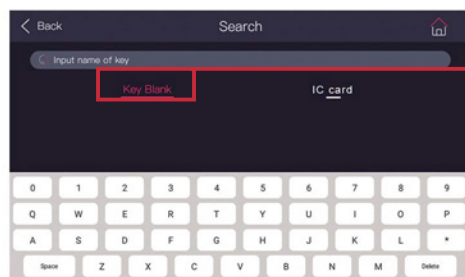 Back Search
Input name of key
Key Blank IC card
0 1 2 3 4 5 6 7 8 9
Q W E R T Y U I O P
A S D F G H J K L *
Space Z X C V B N M Delete